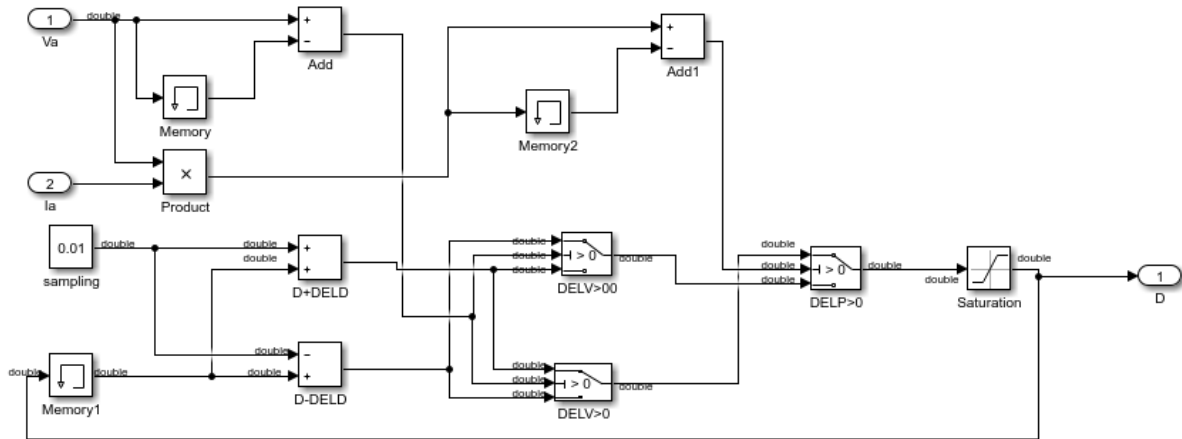 1
double
Va
+
−
Add
Memory
2
Ia
×
Product
+
−
Add1
Memory2
0.01
double
sampling
double
+
+
D+DELD
double
double
double
> 0
double
DELV>00
double
double
double
> 0
double
DELP>0
double
double
Saturation
1
D
double
Memory1
double
double
−
double
+
D-DELD
double
double
double
> 0
double
DELV>0